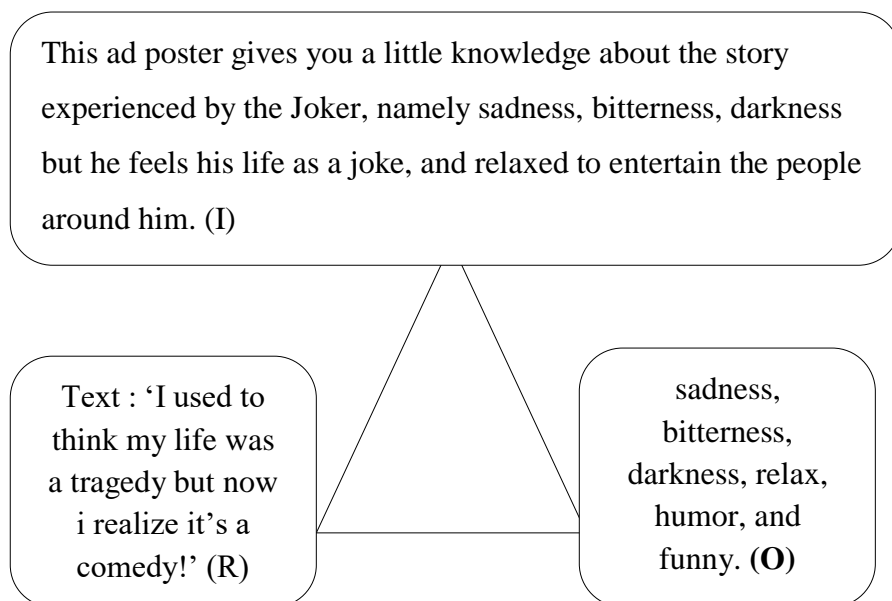 This ad poster gives you a little knowledge about the story
experienced by the Joker, namely sadness, bitterness, darkness
but he feels his life as a joke, and relaxed to entertain the people
around him. (I)
Text : ‘I used to
think my life was
a tragedy but now
i realize it’s a
comedy!’ (R)
sadness,
bitterness,
darkness, relax,
humor, and
funny. (O)